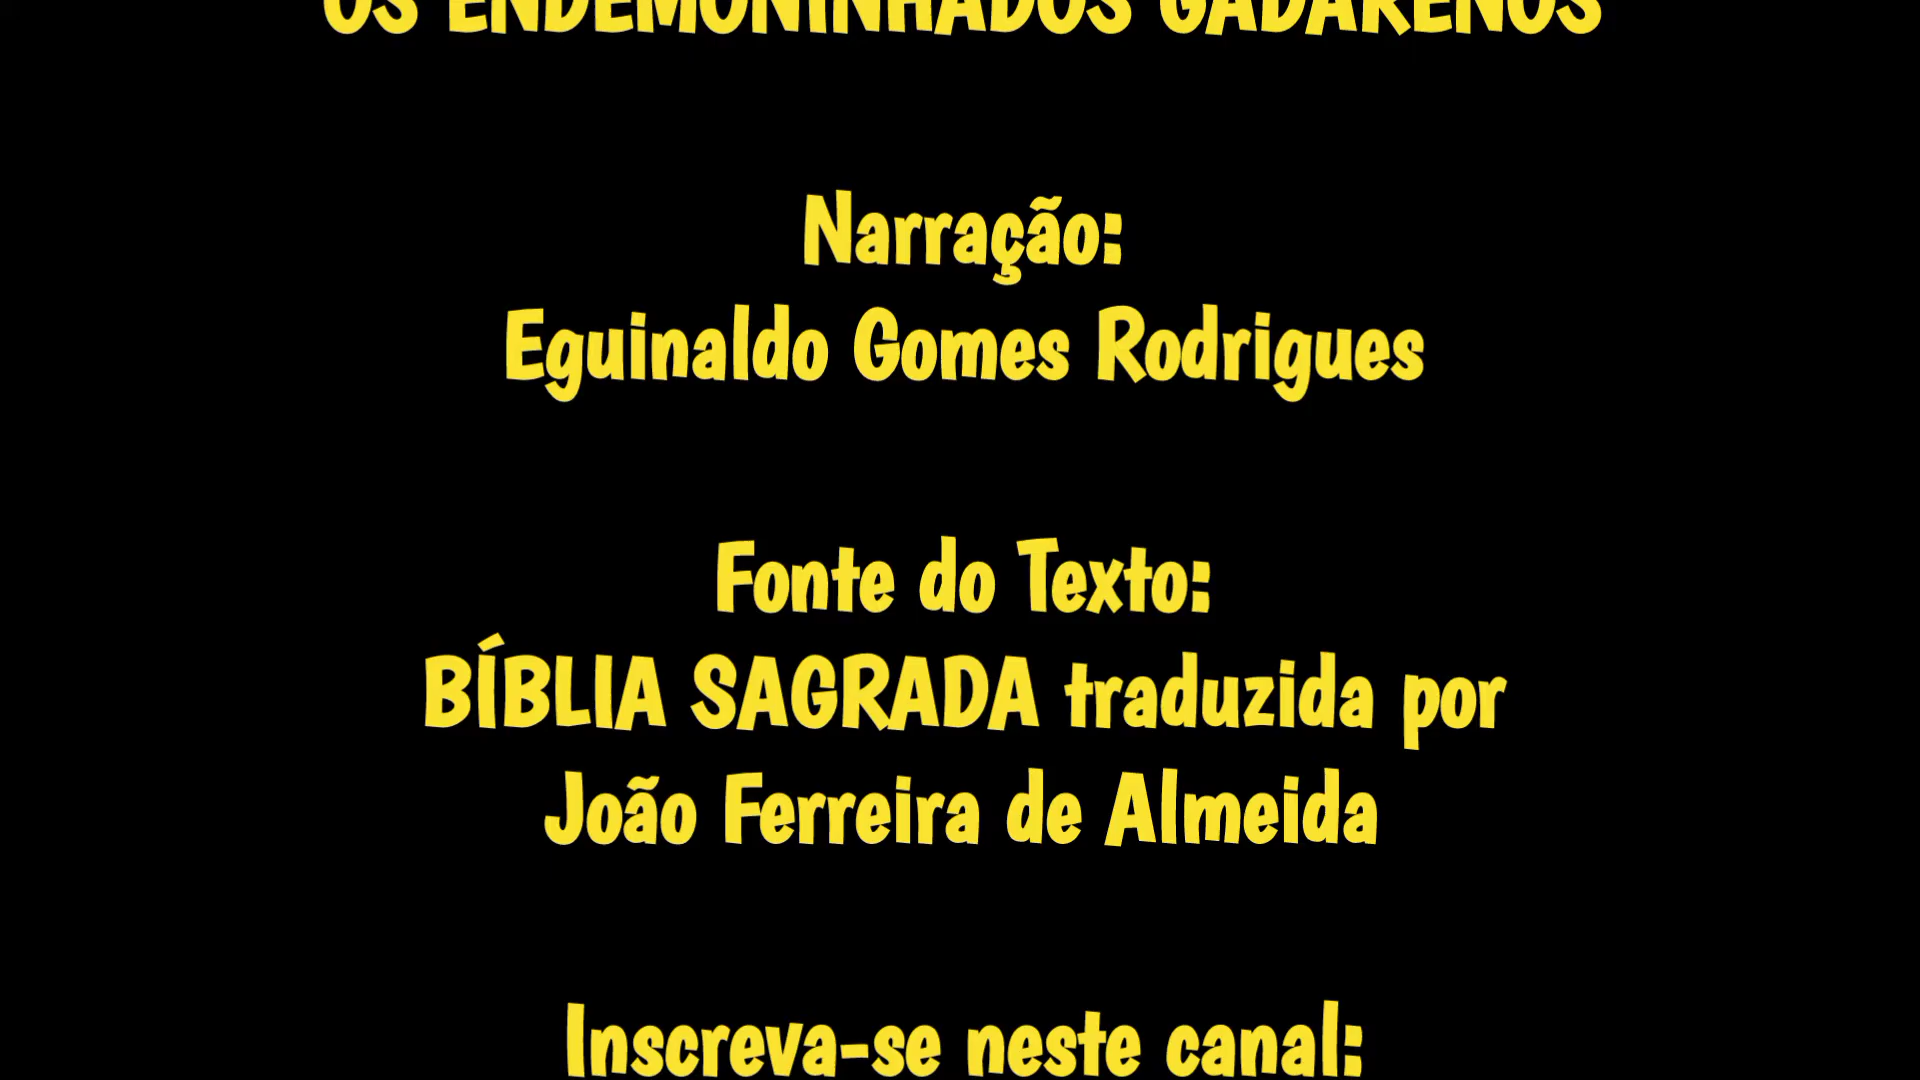 OS ENDEMONINHADOS GADARENOS
Narração:
Eguinaldo Gomes Rodrigues
Fonte do Texto:
BÍBLIA SAGRADA traduzida por
João Ferreira de Almeida
Inscreva-se neste canal: